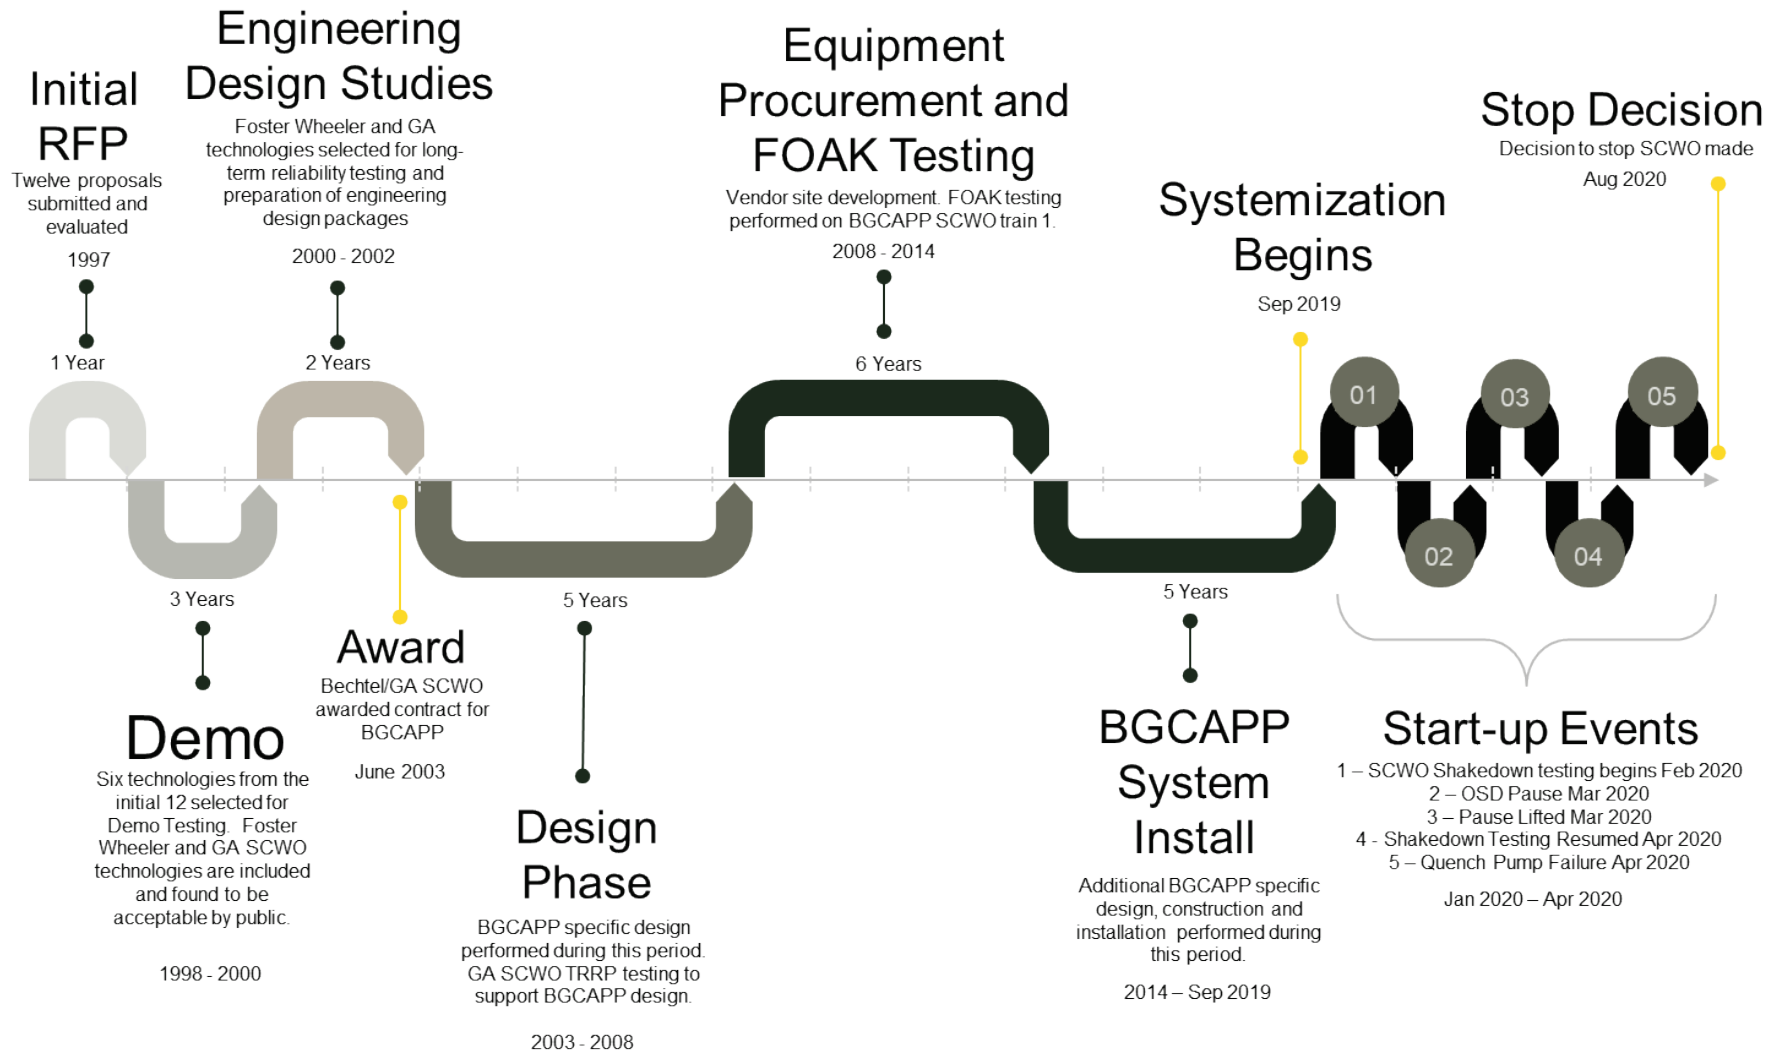 Initial
RFP
Twelve proposals
submitted and
evaluated
1997
1 Year
Engineering
Design Studies
Foster Wheeler and GA
technologies selected for long-
term reliability testing and
preparation of engineering
design packages
2000 - 2002
2 Years
Equipment
Procurement and
FOAK Testing
Vendor site development. FOAK testing
performed on BGCAPP SCWO train 1.
2008 - 2014
6 Years
Systemization
Begins
Sep 2019
Stop Decision
Decision to stop SCWO made
Aug 2020
01
03
05
02
04
3 Years
Demo
Six technologies from the
initial 12 selected for
Demo Testing. Foster
Wheeler and GA SCWO
technologies are included
and found to be
acceptable by public.
1998 - 2000
Award
Bechtel/GA SCWO
awarded contract for
BGCAPP
June 2003
5 Years
Design
Phase
BGCAPP specific design
performed during this period.
GA SCWO TRRP testing to
support BGCAPP design.
2003 - 2008
5 Years
BGCAPP
System
Install
Additional BGCAPP specific
design, construction and
installation performed during
this period.
2014 – Sep 2019
Start-up Events
1 – SCWO Shakedown testing begins Feb 2020
2 – OSD Pause Mar 2020
3 – Pause Lifted Mar 2020
4 - Shakedown Testing Resumed Apr 2020
5 – Quench Pump Failure Apr 2020
Jan 2020 – Apr 2020